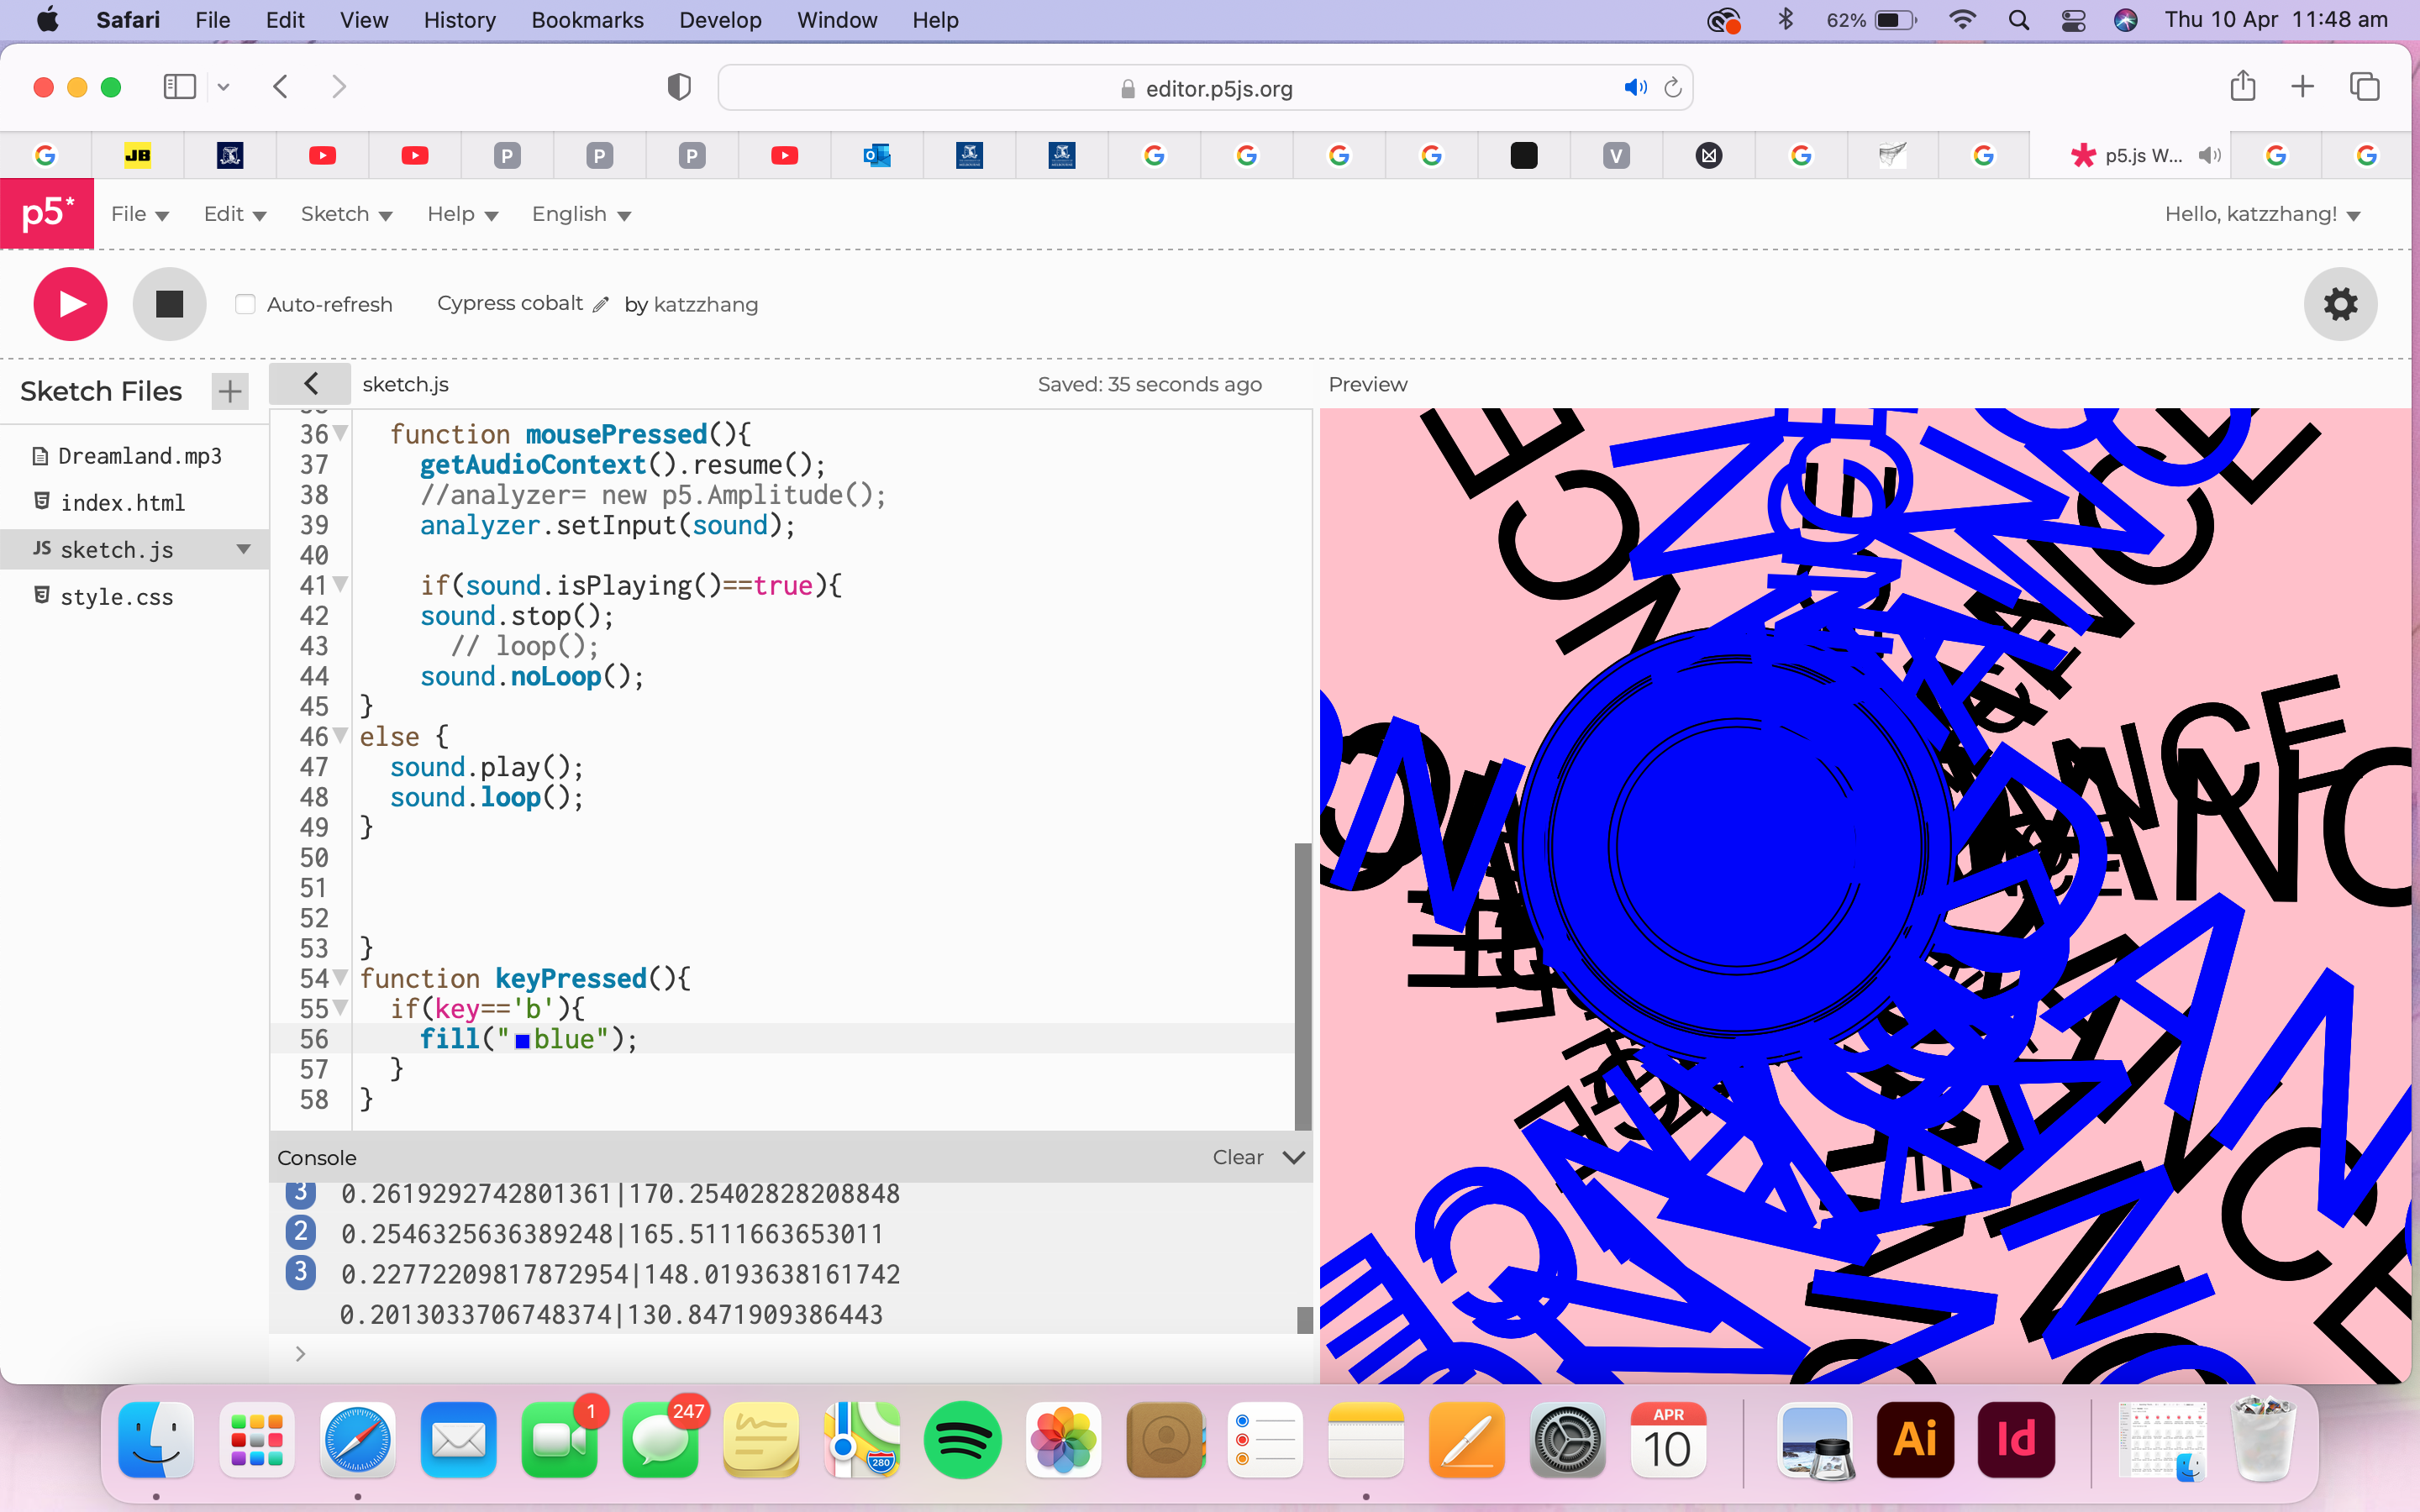 Safari File Edit View History Bookmarks Develop Window Help 62% Thu 10 Apr 11:48 am
editor.p5js.org
JB P P P V p5.js W...
p5* File Edit Sketch Help English Hello, katzzhang!
Auto-refresh Cypress cobalt by katzzhang
Sketch Files
Dreamland.mp3
index.html
JS sketch.js
style.css
sketch.js Saved: 35 seconds ago Preview
36 function mousePressed(){
37 getAudioContext().resume();
38 //analyzer= new p5.Amplitude();
39 analyzer.setInput(sound);
40
41 if(sound.isPlaying()==true){
42 sound.stop();
43 // loop();
44 sound.noLoop();
45 }
46 else {
47 sound.play();
48 sound.loop();
49 }
50
51
52
53 }
54 function keyPressed(){
55 if(key=='b'){
56 fill("blue");
57 }
58 }
Console Clear
3 0.2619292742801361|170.25402828208848
2 0.2546325636389248|165.5111663653011
3 0.22772209817872954|148.0193638161742
0.2013033706748374|130.8471909386443
>
ANCE
DANC
DAN
CE
1 247 280 APR 10 Ai Id